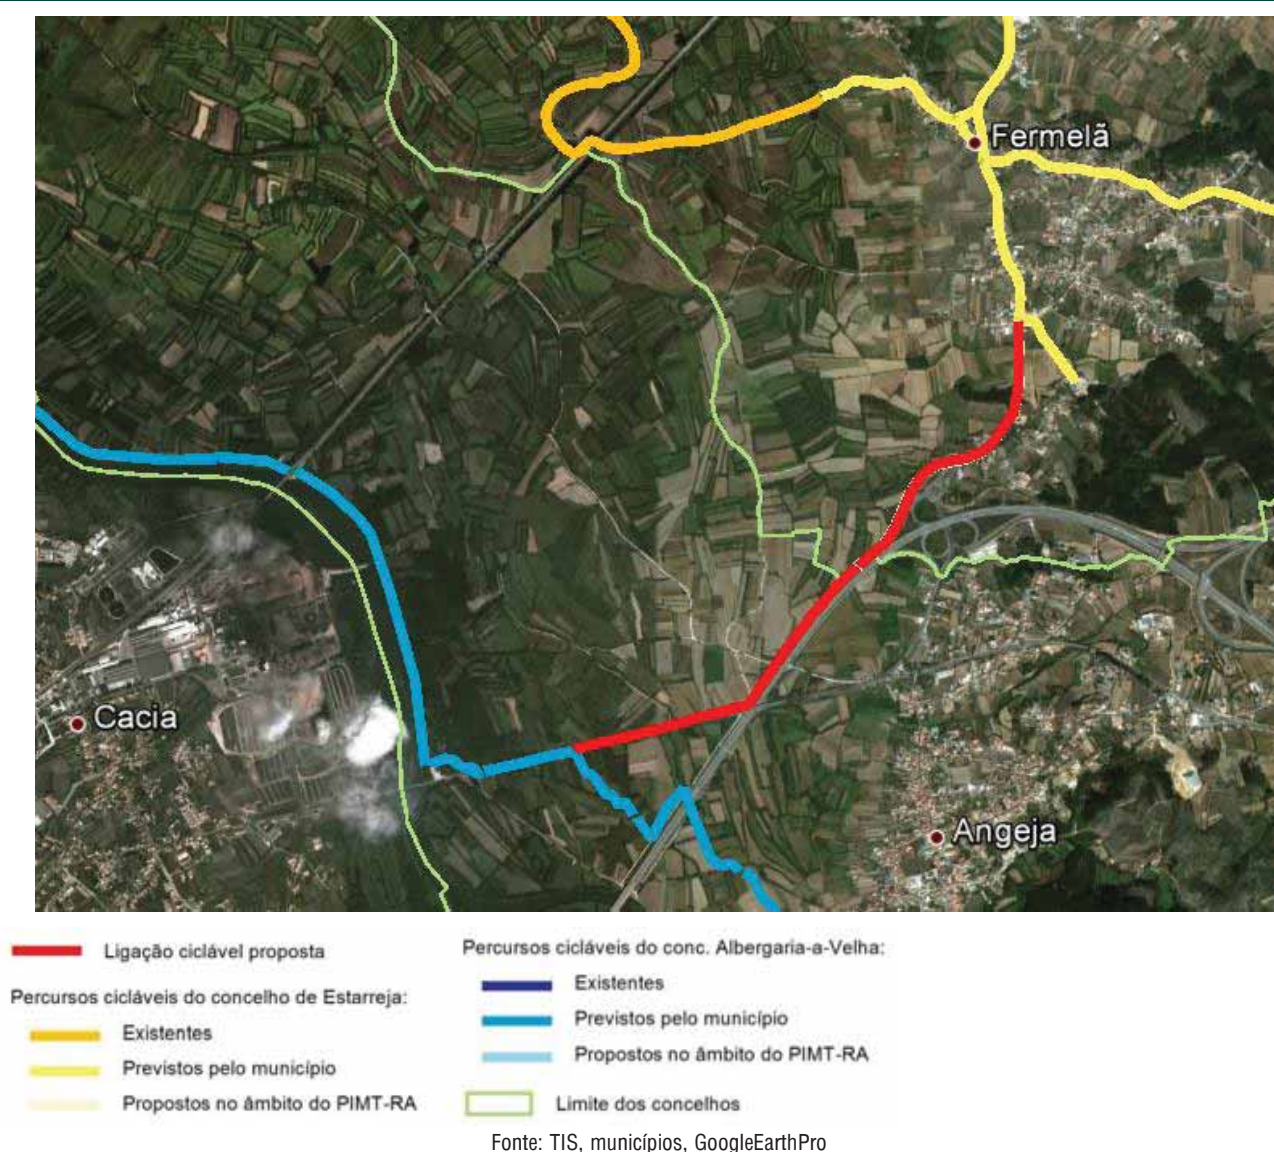 Fermelã
Cacia
Angeja
Ligação ciclável proposta
Percursos cicláveis do concelho de Estarreja:
Existentes
Previstos pelo município
Propostos no âmbito do PIMT-RA
Percursos cicláveis do conc. Albergaria-a-Velha:
Existentes
Previstos pelo município
Propostos no âmbito do PIMT-RA
Limite dos concelhos
Fonte: TIS, municípios, GoogleEarthPro